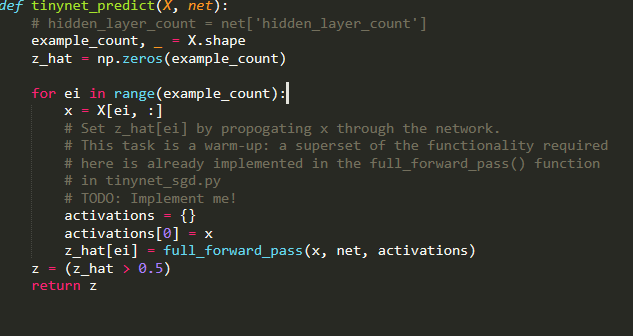 def tinynet_predict(X, net):
    # hidden_layer_count = net['hidden_layer_count']
    example_count, _ = X.shape
    z_hat = np.zeros(example_count)

    for ei in range(example_count):
        x = X[ei, :]
        # Set z_hat[ei] by propogating x through the network.
        # This task is a warm-up: a superset of the functionality required
        # here is already implemented in the full_forward_pass() function
        # in tinynet_sgd.py
        # TODO: Implement me!
        activations = {}
        activations[0] = x
        z_hat[ei] = full_forward_pass(x, net, activations)
    z = (z_hat > 0.5)
    return z